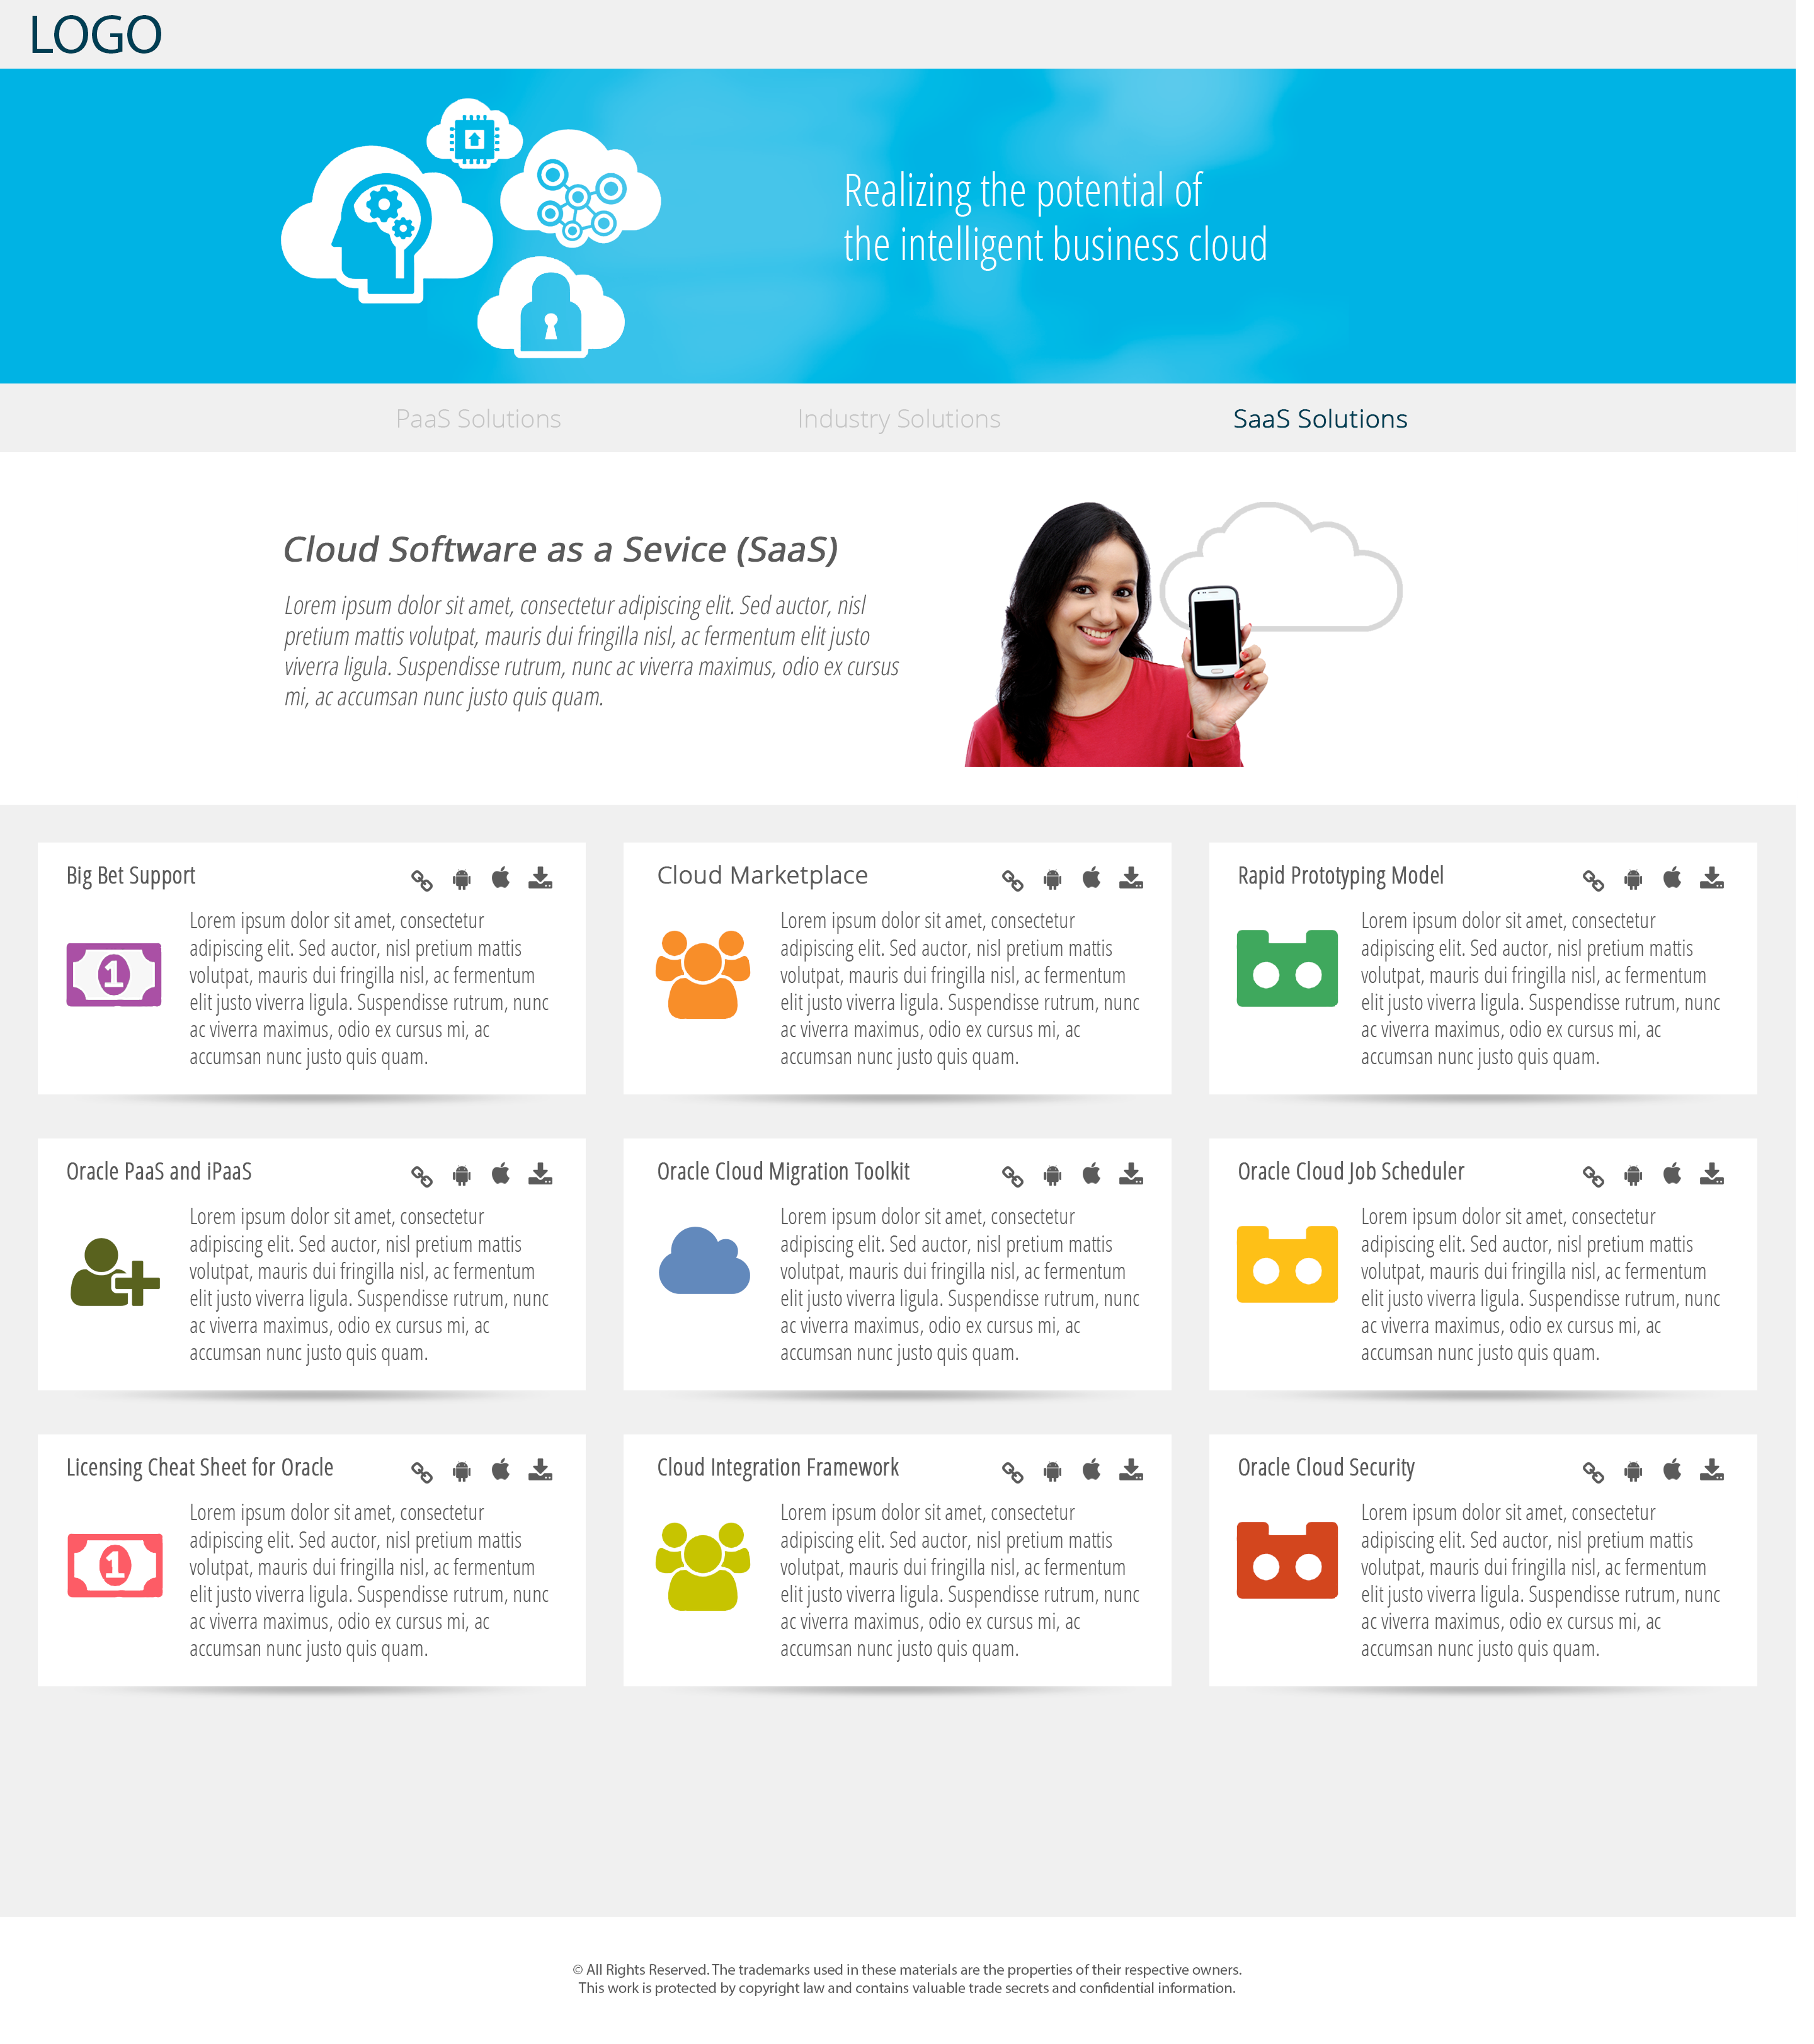 LOGO
Realizing the potential of
the intelligent business cloud
PaaS Solutions
Industry Solutions
SaaS Solutions
Cloud Software as a Sevice (SaaS)
Lorem ipsum dolor sit amet, consectetur adipiscing elit. Sed auctor, nisl
pretium mattis volutpat, mauris dui fringilla nisl, ac fermentum elit justo
viverra ligula. Suspendisse rutrum, nunc ac viverra maximus, odio ex cursus
mi, ac accumsan nunc justo quis quam.
Big Bet Support
1
Lorem ipsum dolor sit amet, consectetur
adipiscing elit. Sed auctor, nisl pretium mattis
volutpat, mauris dui fringilla nisl, ac fermentum
elit justo viverra ligula. Suspendisse rutrum, nunc
ac viverra maximus, odio ex cursus mi, ac
accumsan nunc justo quis quam.
Cloud Marketplace
Lorem ipsum dolor sit amet, consectetur
adipiscing elit. Sed auctor, nisl pretium mattis
volutpat, mauris dui fringilla nisl, ac fermentum
elit justo viverra ligula. Suspendisse rutrum, nunc
ac viverra maximus, odio ex cursus mi, ac
accumsan nunc justo quis quam.
Rapid Prototyping Model
Lorem ipsum dolor sit amet, consectetur
adipiscing elit. Sed auctor, nisl pretium mattis
volutpat, mauris dui fringilla nisl, ac fermentum
elit justo viverra ligula. Suspendisse rutrum, nunc
ac viverra maximus, odio ex cursus mi, ac
accumsan nunc justo quis quam.
Oracle PaaS and iPaaS
Lorem ipsum dolor sit amet, consectetur
adipiscing elit. Sed auctor, nisl pretium mattis
volutpat, mauris dui fringilla nisl, ac fermentum
elit justo viverra ligula. Suspendisse rutrum, nunc
ac viverra maximus, odio ex cursus mi, ac
accumsan nunc justo quis quam.
Oracle Cloud Migration Toolkit
Lorem ipsum dolor sit amet, consectetur
adipiscing elit. Sed auctor, nisl pretium mattis
volutpat, mauris dui fringilla nisl, ac fermentum
elit justo viverra ligula. Suspendisse rutrum, nunc
ac viverra maximus, odio ex cursus mi, ac
accumsan nunc justo quis quam.
Oracle Cloud Job Scheduler
Lorem ipsum dolor sit amet, consectetur
adipiscing elit. Sed auctor, nisl pretium mattis
volutpat, mauris dui fringilla nisl, ac fermentum
elit justo viverra ligula. Suspendisse rutrum, nunc
ac viverra maximus, odio ex cursus mi, ac
accumsan nunc justo quis quam.
Licensing Cheat Sheet for Oracle
1
Lorem ipsum dolor sit amet, consectetur
adipiscing elit. Sed auctor, nisl pretium mattis
volutpat, mauris dui fringilla nisl, ac fermentum
elit justo viverra ligula. Suspendisse rutrum, nunc
ac viverra maximus, odio ex cursus mi, ac
accumsan nunc justo quis quam.
Cloud Integration Framework
Lorem ipsum dolor sit amet, consectetur
adipiscing elit. Sed auctor, nisl pretium mattis
volutpat, mauris dui fringilla nisl, ac fermentum
elit justo viverra ligula. Suspendisse rutrum, nunc
ac viverra maximus, odio ex cursus mi, ac
accumsan nunc justo quis quam.
Oracle Cloud Security
Lorem ipsum dolor sit amet, consectetur
adipiscing elit. Sed auctor, nisl pretium mattis
volutpat, mauris dui fringilla nisl, ac fermentum
elit justo viverra ligula. Suspendisse rutrum, nunc
ac viverra maximus, odio ex cursus mi, ac
accumsan nunc justo quis quam.
© All Rights Reserved. The trademarks used in these materials are the properties of their respective owners.
This work is protected by copyright law and contains valuable trade secrets and confidential information.